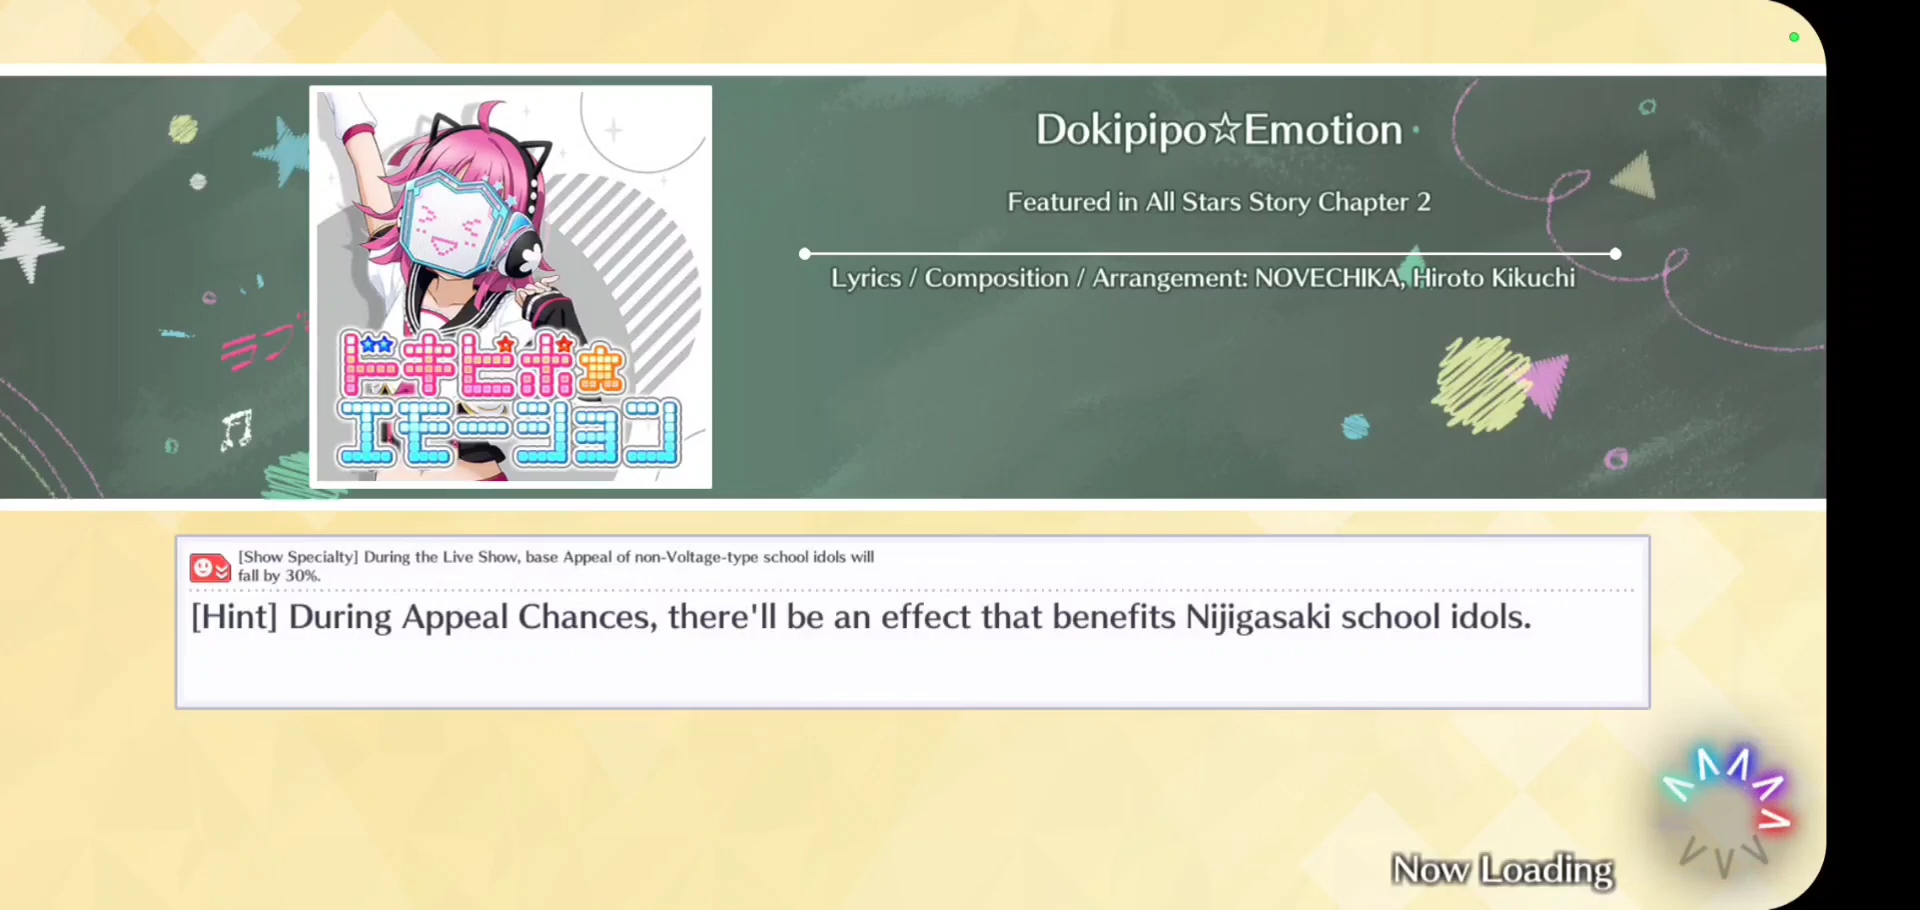 ドキピポ☆
エモーション
Dokipipo☆Emotion
Featured in All Stars Story Chapter 2
Lyrics / Composition / Arrangement: NOVECHIKA, Hiroto Kikuchi
[Show Specialty] During the Live Show, base Appeal of non-Voltage-type school idols will
fall by 30%.
[Hint] During Appeal Chances, there'll be an effect that benefits Nijigasaki school idols.
Now Loading